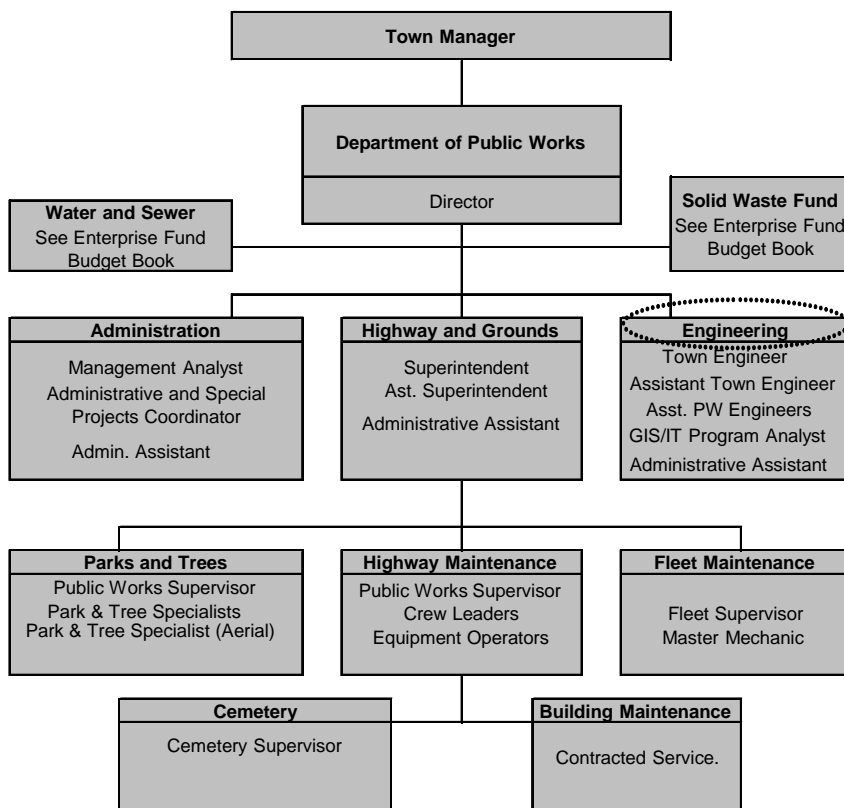 Town Manager
Department of Public Works
Director
Water and Sewer
See Enterprise Fund
Budget Book
Solid Waste Fund
See Enterprise Fund
Budget Book
Administration
Management Analyst
Administrative and Special
Projects Coordinator
Admin. Assistant
Highway and Grounds
Superintendent
Ast. Superintendent
Administrative Assistant
Engineering
Town Engineer
Assistant Town Engineer
Asst. PW Engineers
GIS/IT Program Analyst
Administrative Assistant
Parks and Trees
Public Works Supervisor
Park & Tree Specialists
Park & Tree Specialist (Aerial)
Highway Maintenance
Public Works Supervisor
Crew Leaders
Equipment Operators
Fleet Maintenance
Fleet Supervisor
Master Mechanic
Cemetery
Cemetery Supervisor
Building Maintenance
Contracted Service.